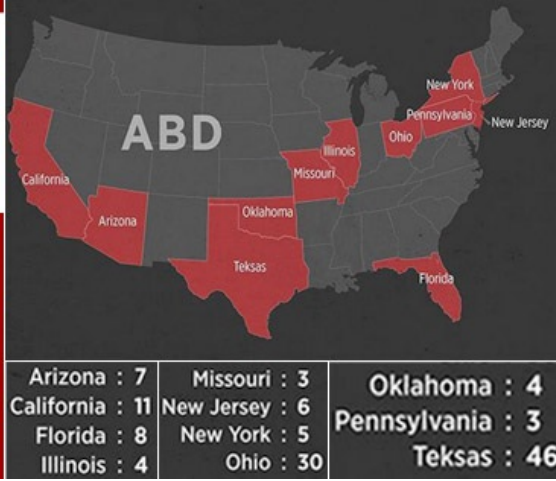 New York
Pennsylvania
New Jersey
ABD
Ohio
Illinois
Missouri
California
Arizona
Oklahoma
Teksas
Florida
Arizona : 7
California : 11
Florida : 8
Illinois : 4
Missouri : 3
New Jersey : 6
New York : 5
Ohio : 30
Oklahoma : 4
Pennsylvania : 3
Teksas : 46